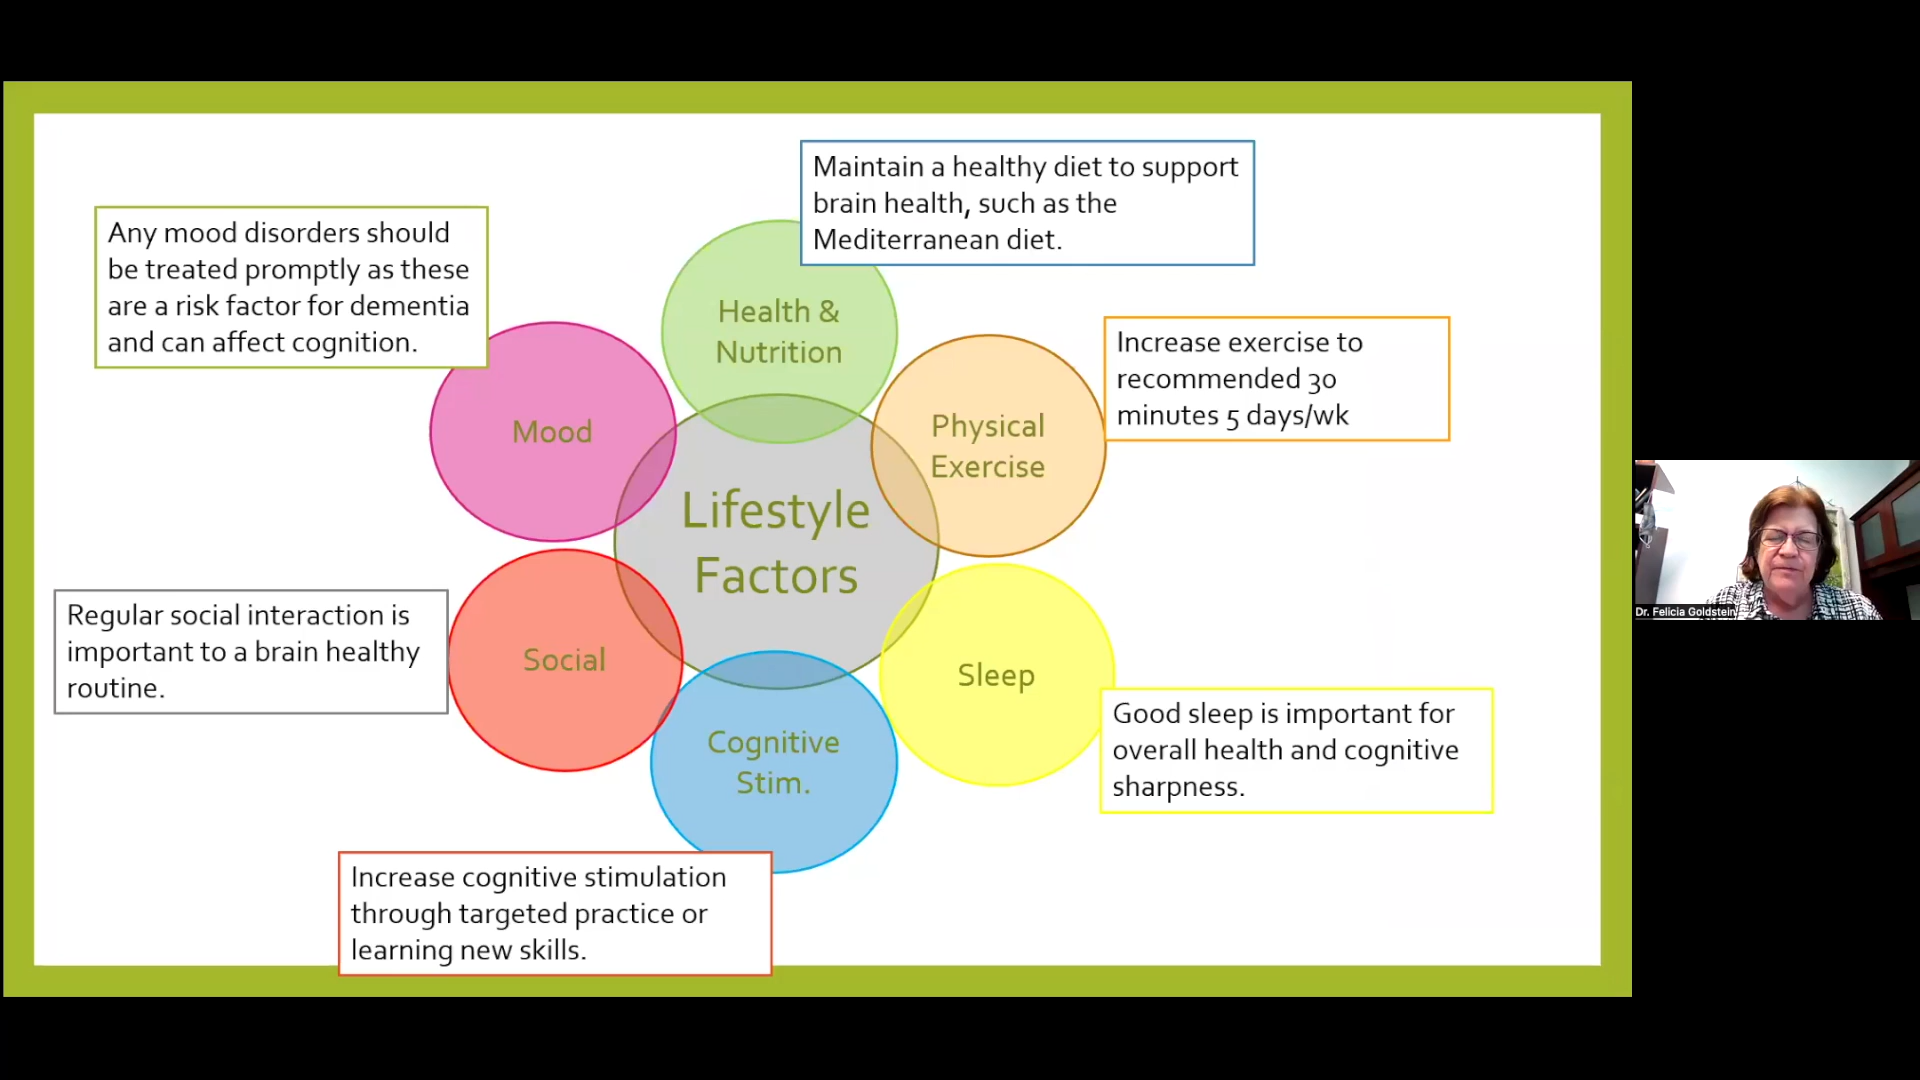 Maintain a healthy diet to support
brain health, such as the
Mediterranean diet.
Any mood disorders should
be treated promptly as these
are a risk factor for dementia
and can affect cognition.
Health &
Nutrition
Increase exercise to
recommended 30
minutes 5 days/wk
Mood
Physical
Exercise
Lifestyle
Factors
Regular social interaction is
important to a brain healthy
routine.
Social
Sleep
Good sleep is important for
overall health and cognitive
sharpness.
Cognitive
Stim.
Increase cognitive stimulation
through targeted practice or
learning new skills.
Dr. Felicia Goldstein